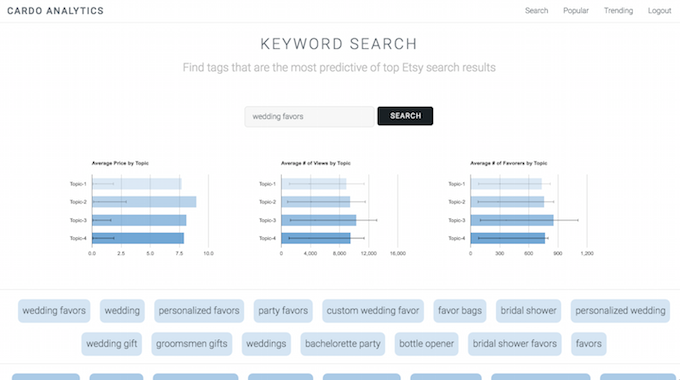 CARDO ANALYTICS
Search Popular Trending Logout
KEYWORD SEARCH
Find tags that are the most predictive of top Etsy search results
wedding favors SEARCH
Average Price by Topic
Topic-1
Topic-2
Topic-3
Topic-4
0.0 2.5 5.0 7.5 10.0
Average # of Views by Topic
Topic-1
Topic-2
Topic-3
Topic-4
0 4,000 8,000 12,000 16,000
Average # of Favorers by Topic
Topic-1
Topic-2
Topic-3
Topic-4
0 300 600 900 1,200
wedding favors wedding personalized favors party favors custom wedding favor favor bags bridal shower personalized wedding
wedding gift groomsmen gifts weddings bachelorette party bottle opener bridal shower favors favors